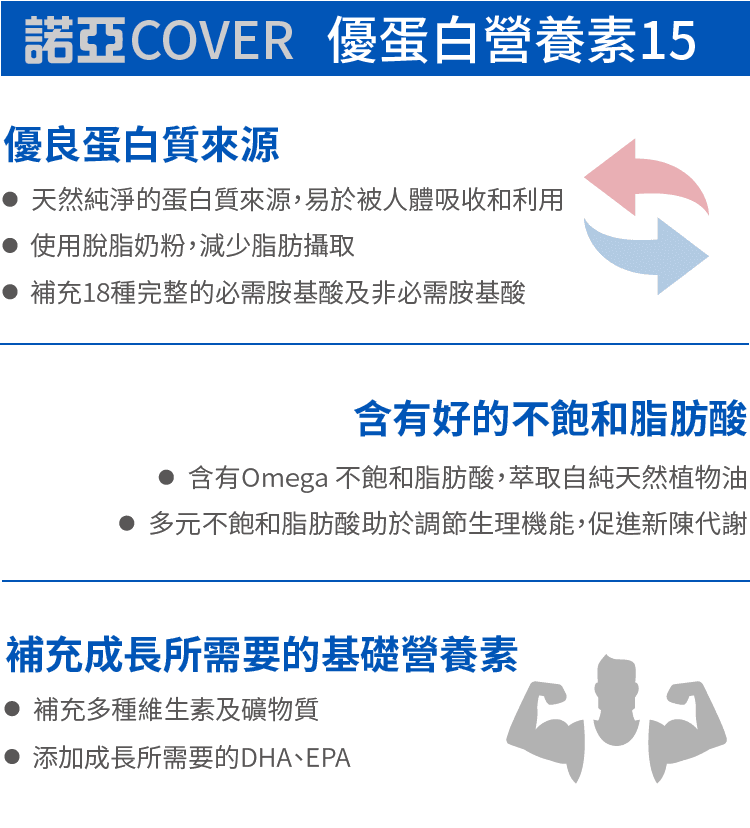 諾亞COVER 優蛋白營養素15
優良蛋白質來源
● 天然純淨的蛋白質來源，易於被人體吸收和利用
● 使用脫脂奶粉，減少脂肪攝取
● 補充18種完整的必需胺基酸及非必需胺基酸
含有好的不飽和脂肪酸
● 含有Omega 不飽和脂肪酸，萃取自純天然植物油
● 多元不飽和脂肪酸助於調節生理機能，促進新陳代謝
補充成長所需要的基礎營養素
● 補充多種維生素及礦物質
● 添加成長所需要的DHA、EPA